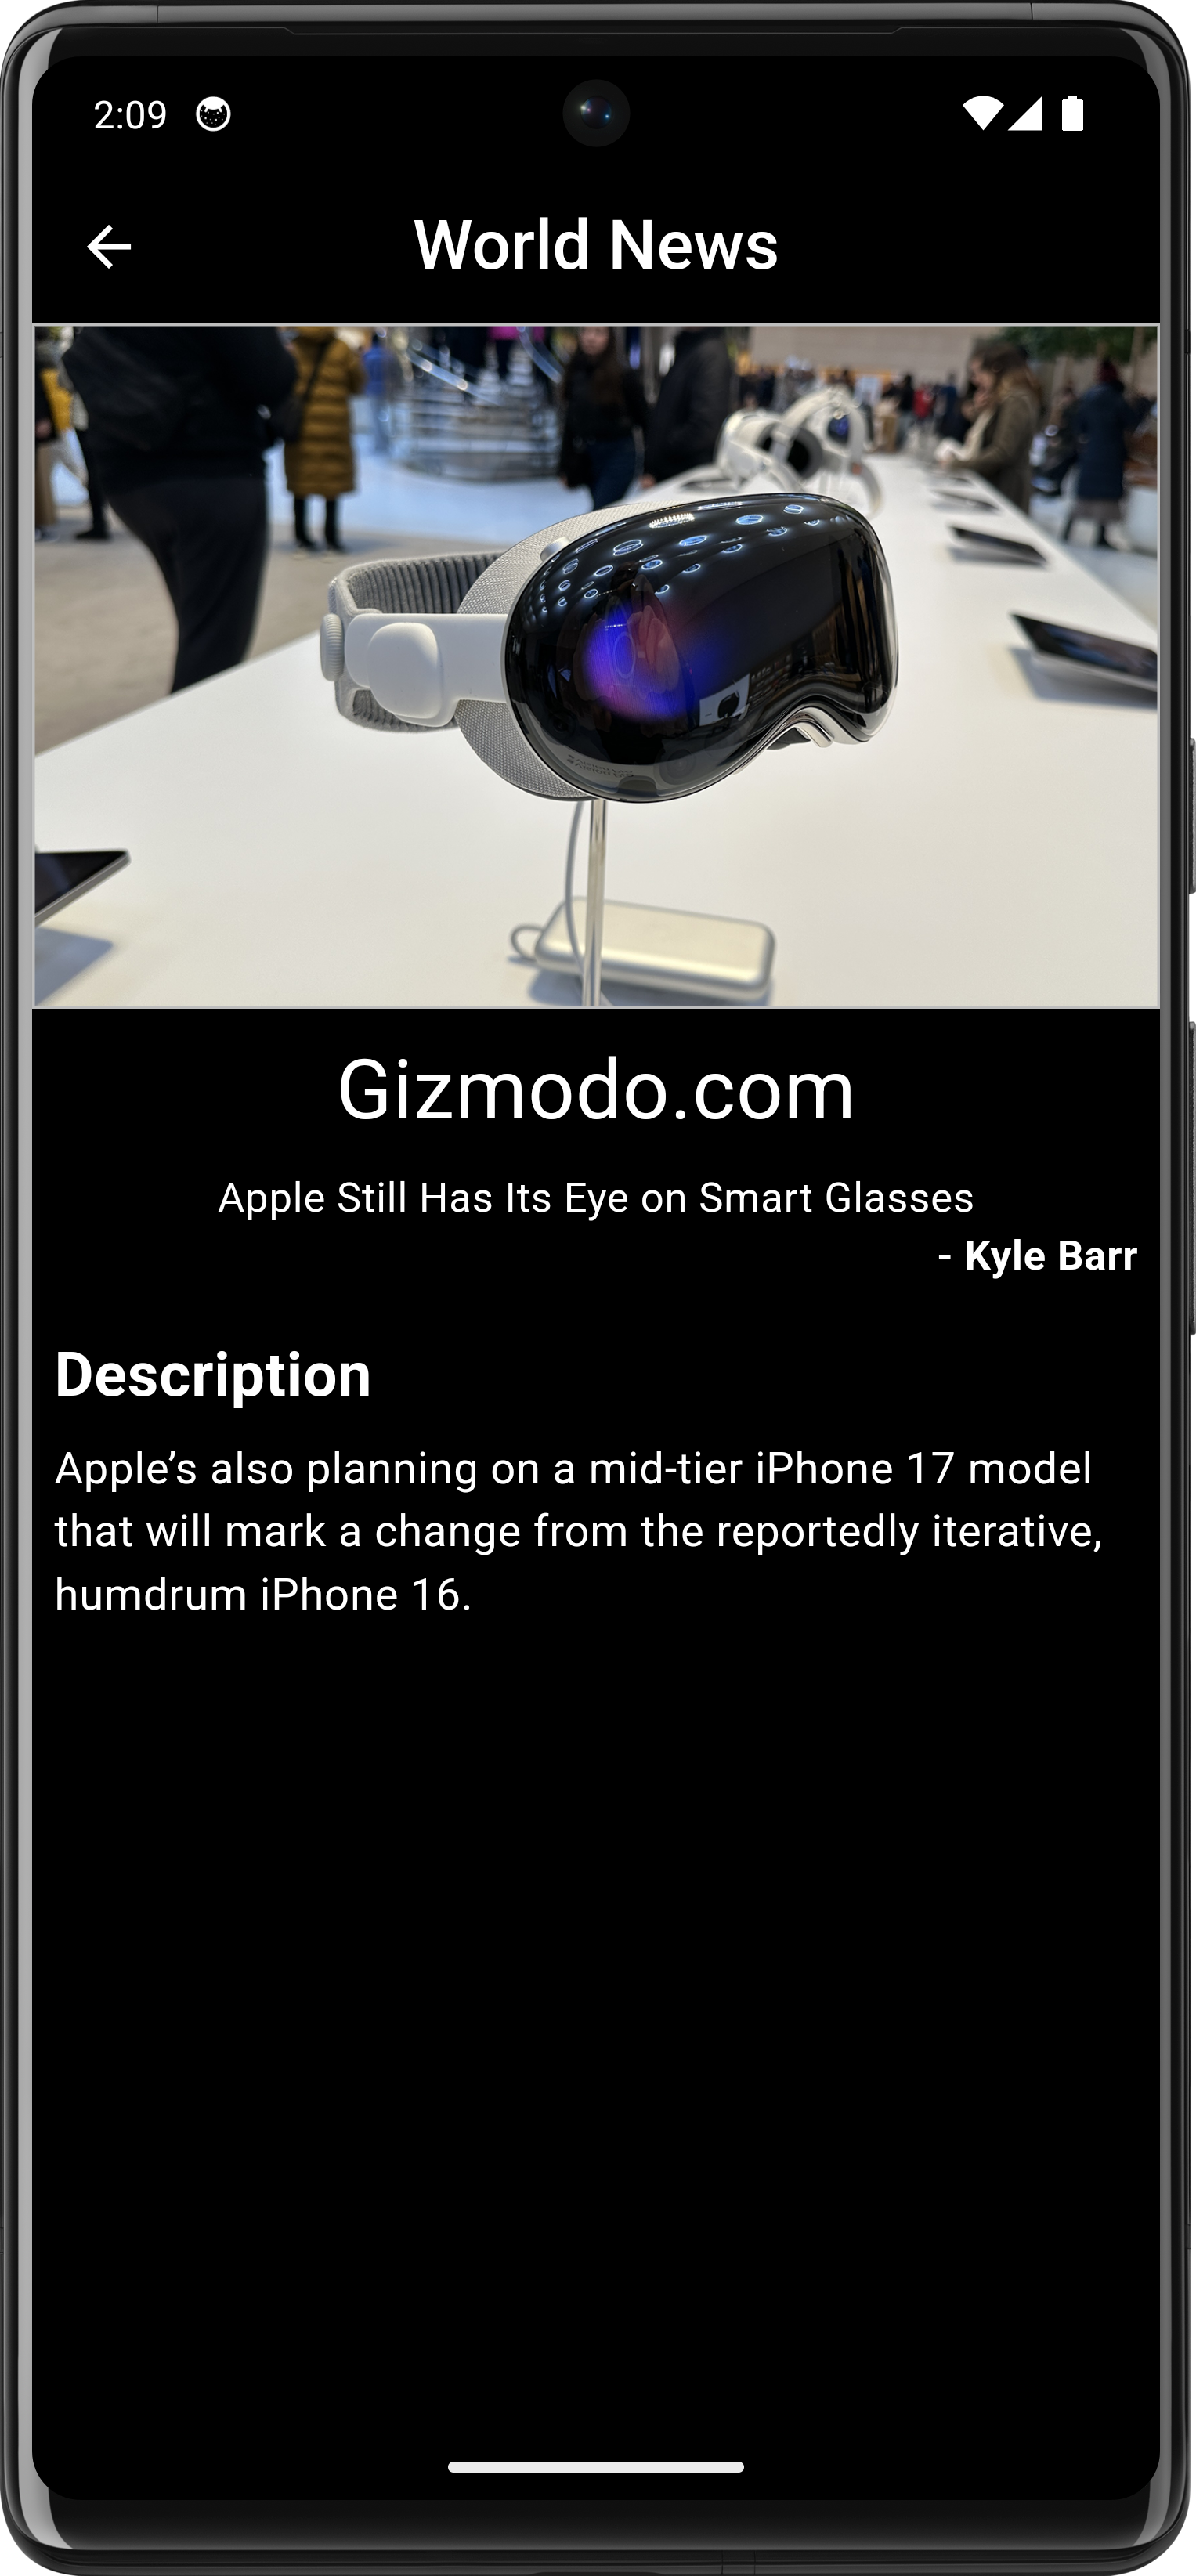 2:09
World News
Gizmodo.com
Apple Still Has Its Eye on Smart Glasses
- Kyle Barr
Description
Apple’s also planning on a mid-tier iPhone 17 model
that will mark a change from the reportedly iterative,
humdrum iPhone 16.